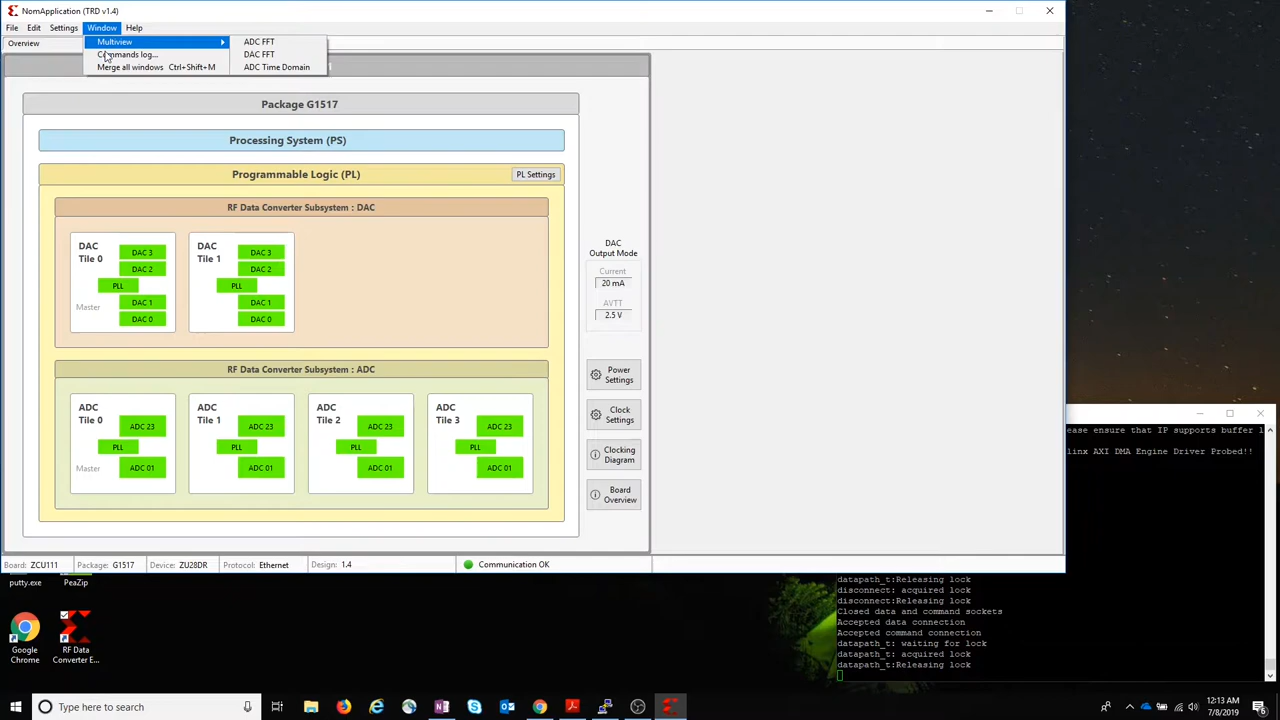 NomApplication (TRD v1.4)
File Edit Settings Window Help
Overview
Multiview
Commands log...
Merge all windows Ctrl+Shift+M
ADC FFT
DAC FFT
ADC Time Domain
Package G1517
Processing System (PS)
Programmable Logic (PL)
PL Settings
RF Data Converter Subsystem : DAC
DAC
Tile 0
DAC 3
DAC 2
PLL
Master
DAC 1
DAC 0
DAC
Tile 1
DAC 3
DAC 2
PLL
DAC 1
DAC 0
RF Data Converter Subsystem : ADC
ADC
Tile 0
ADC 23
PLL
Master
ADC 01
ADC
Tile 1
ADC 23
PLL
ADC 01
ADC
Tile 2
ADC 23
PLL
ADC 01
ADC
Tile 3
ADC 23
PLL
ADC 01
DAC
Output Mode
Current
20 mA
AVTT
2.5 V
Power
Settings
Clock
Settings
Clocking
Diagram
Board
Overview
Board: ZCU111 Package: G1517 Device: ZU28DR Protocol: Ethernet Design: 1.4 Communication OK
ease ensure that IP supports buffer l
linx AXI DMA Engine Driver Probed!!
datapath_t:Releasing lock
disconnect: acquired lock
disconnect:Releasing lock
Closed data and command sockets
Accepted data connection
Accepted command connection
datapath_t: waiting for lock
datapath_t: acquired lock
datapath_t:Releasing lock
putty.exe
PeaZip
Google
Chrome
RF Data
Converter E...
Type here to search
12:13 AM
7/8/2019